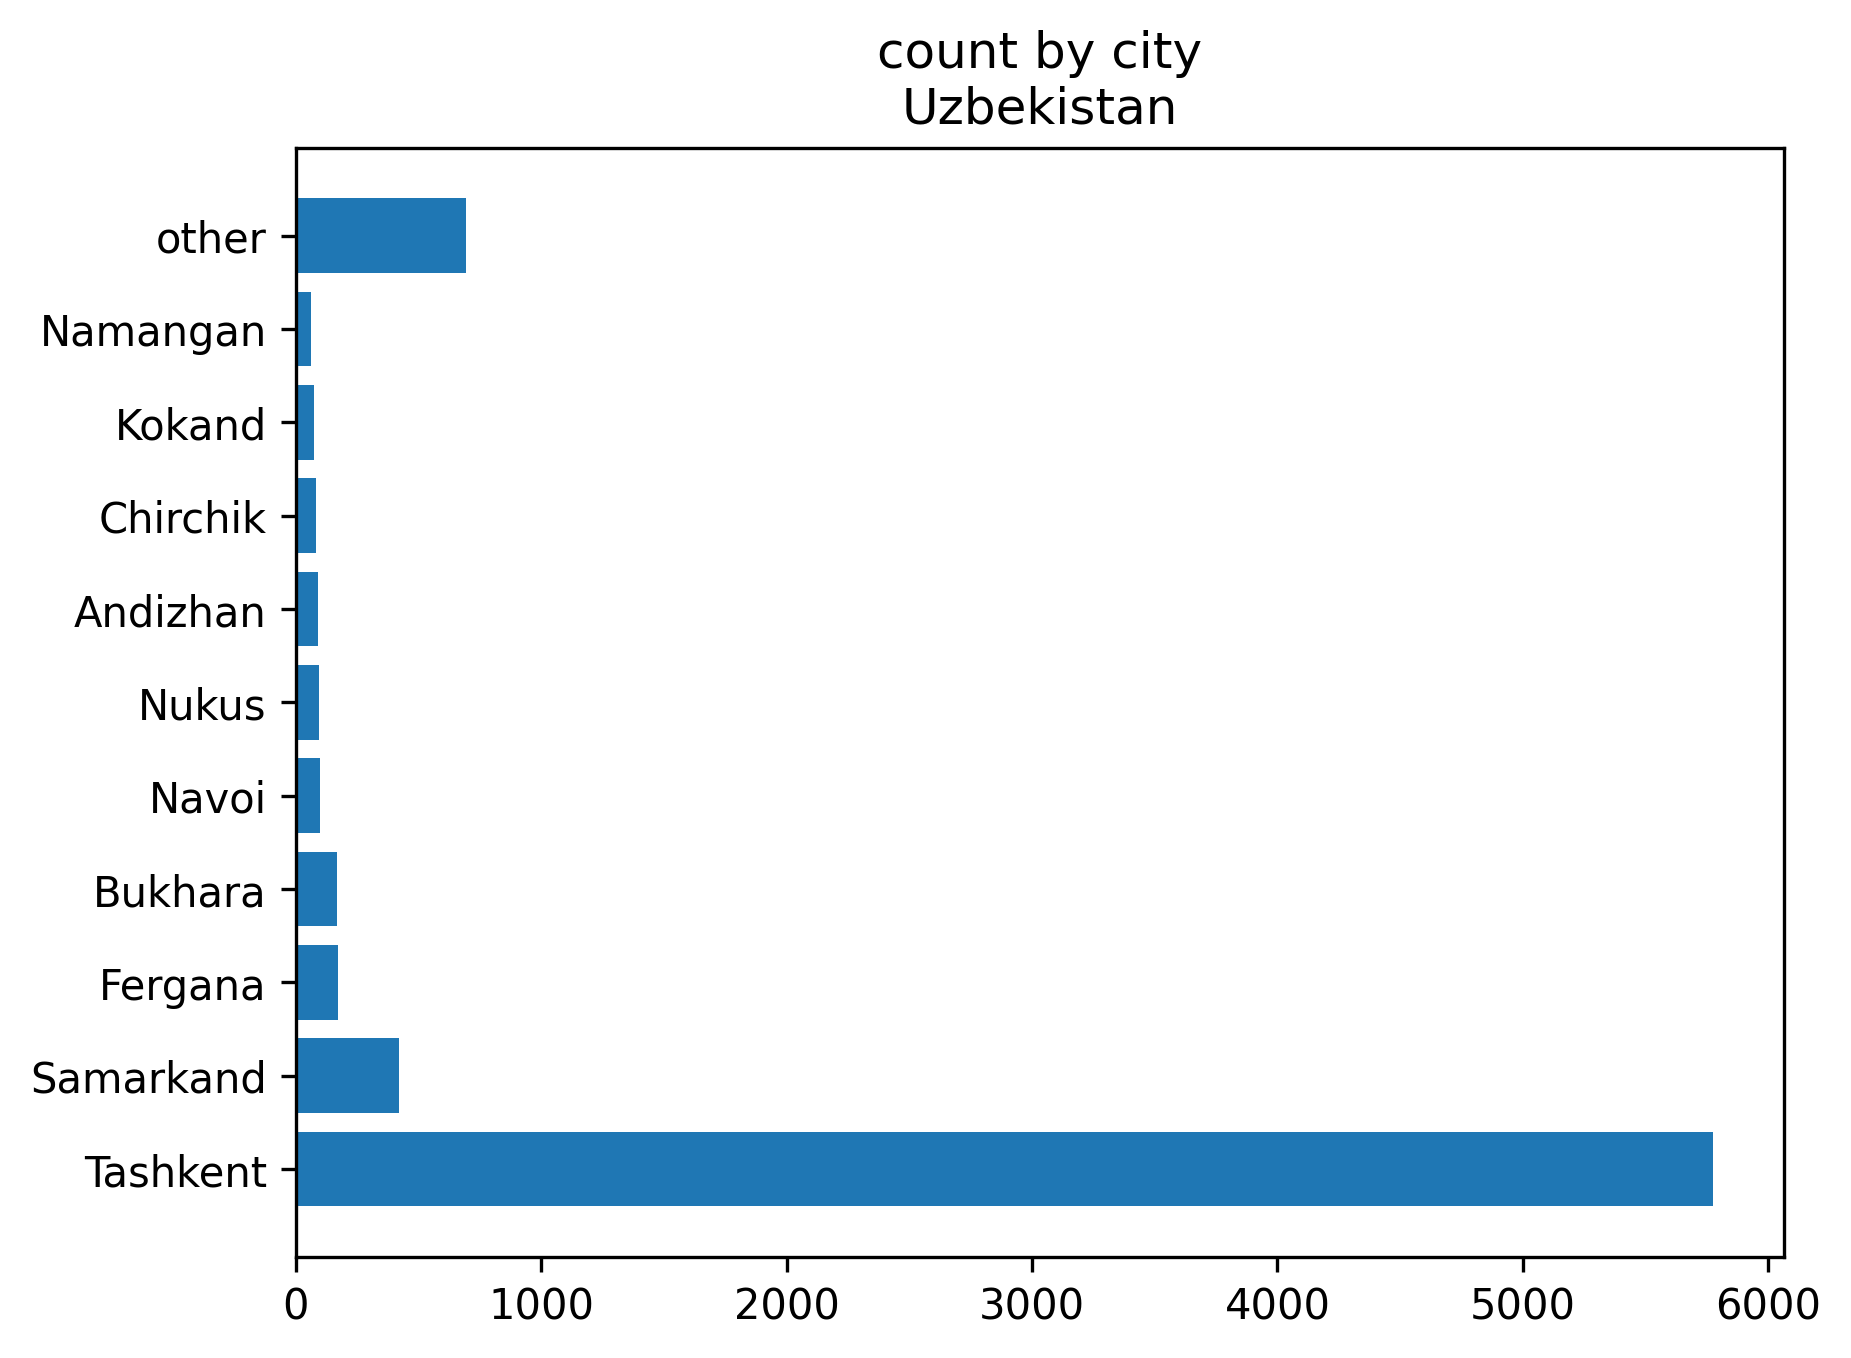 count by city
Uzbekistan
other
Namangan
Kokand
Chirchik
Andizhan
Nukus
Navoi
Bukhara
Fergana
Samarkand
Tashkent
0 1000 2000 3000 4000 5000 6000